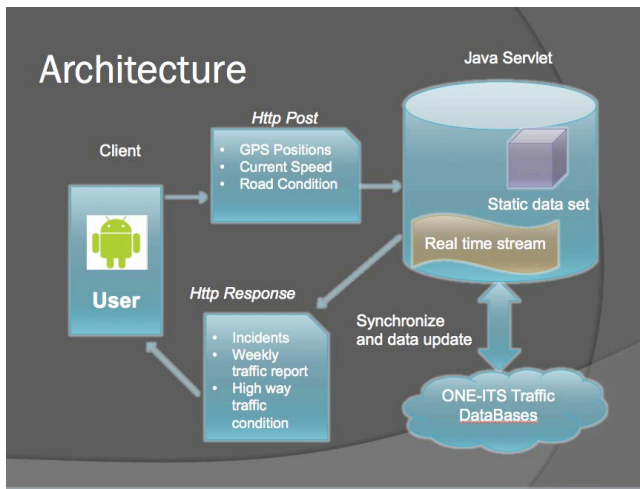 Architecture
Java Servlet
Http Post
Client
• GPS Positions
• Current Speed
• Road Condition
Static data set
Real time stream
User
Http Response
Synchronize
and data update
• Incidents
• Weekly
traffic report
• High way
traffic
condition
ONE-ITS Traffic
DataBases